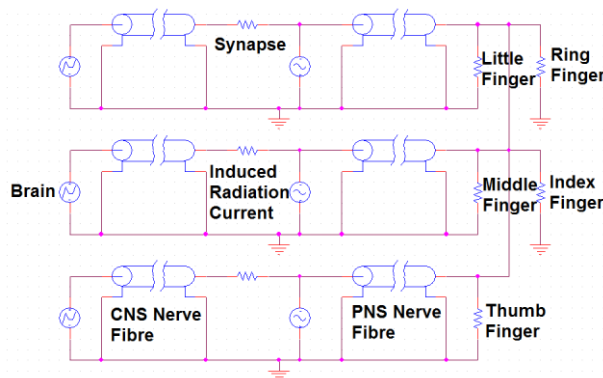 Synapse
Little
Finger
Ring
Finger
Brain
Induced
Radiation
Current
Middle
Finger
Index
Finger
CNS Nerve
Fibre
PNS Nerve
Fibre
Thumb
Finger